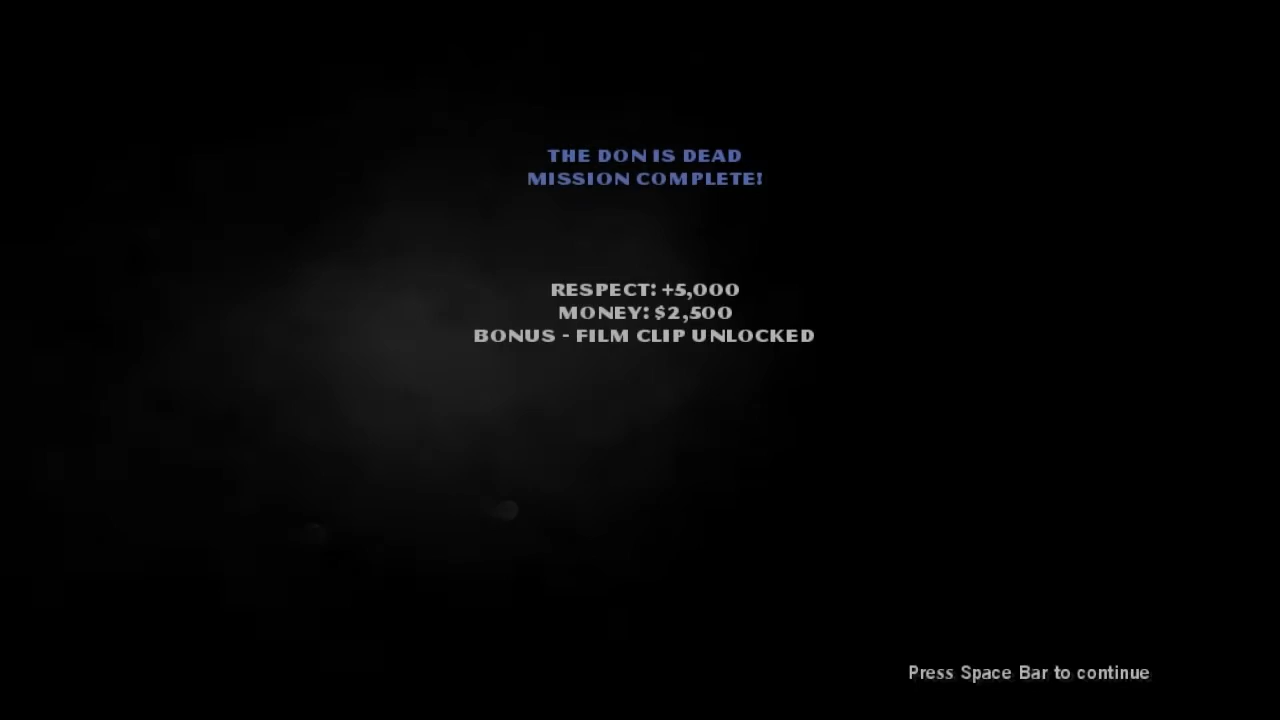 THE DON IS DEAD
MISSION COMPLETE!
RESPECT: +5,000
MONEY: $2,500
BONUS - FILM CLIP UNLOCKED
Press Space Bar to continue